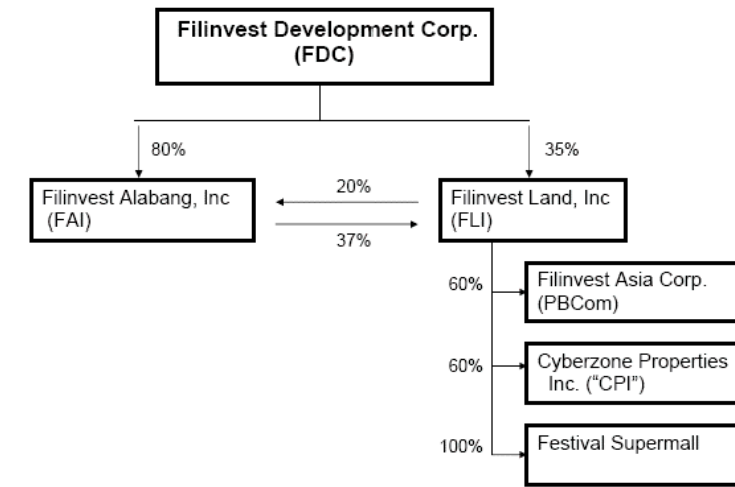 Filinvest Development Corp.
(FDC)
80%
35%
Filinvest Alabang, Inc
(FAI)
20%
37%
Filinvest Land, Inc
(FLI)
60%
Filinvest Asia Corp.
(PBCom)
60%
Cyberzone Properties
Inc. (“CPI”)
100%
Festival Supermall